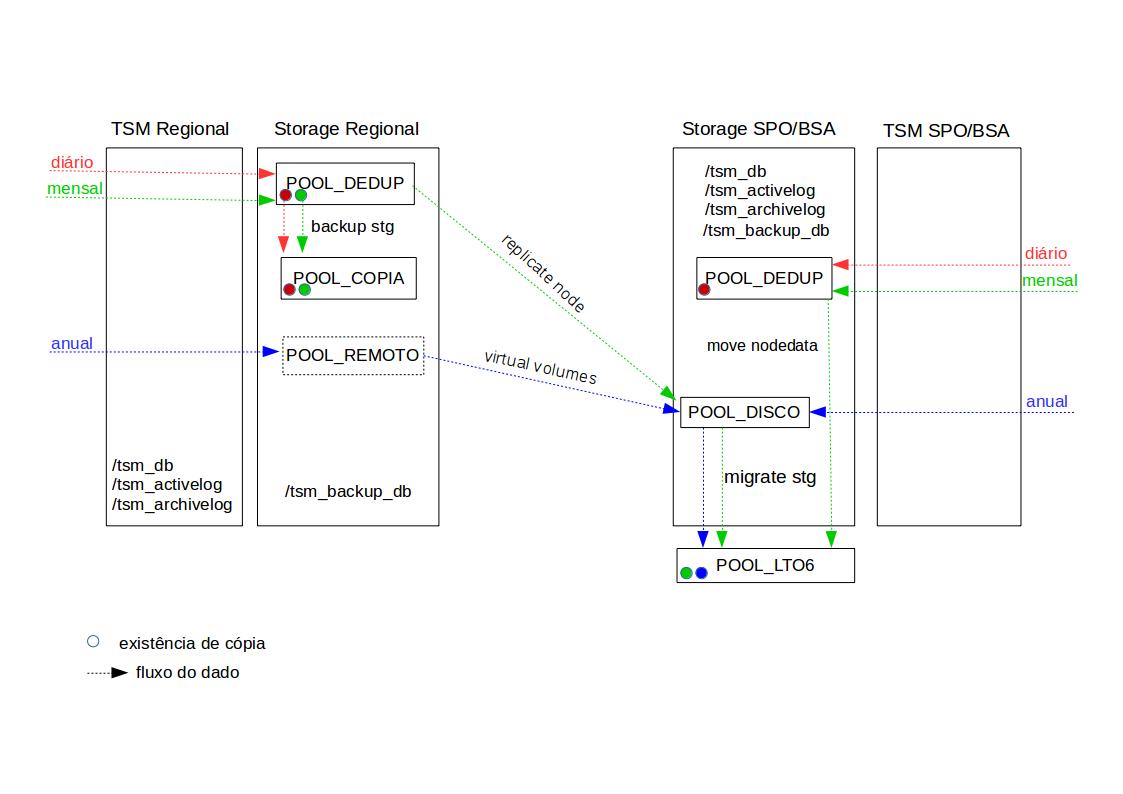 TSM Regional
Storage Regional
Storage SPO/BSA
TSM SPO/BSA
diário
mensal
POOL_DEDUP
backup stg
POOL_COPIA
anual
POOL_REMOTO
/tsm_db
/tsm_activelog
/tsm_archivelog
/tsm_backup_db
replicate node
virtual volumes
/tsm_db
/tsm_activelog
/tsm_archivelog
/tsm_backup_db
POOL_DEDUP
diário
mensal
move nodedata
POOL_DISCO
anual
migrate stg
POOL_LTO6
existência de cópia
fluxo do dado